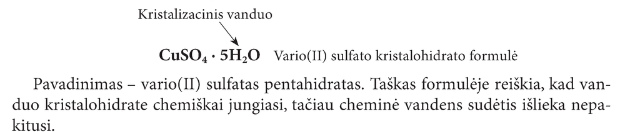 Kristalizacinis vanduo
CuSO₄ · 5H₂O Vario(II) sulfato kristalohidrato formulė
Pavadinimas – vario(II) sulfatas pentahidratas. Taškas formulėje reiškia, kad van-
duo kristalohidrate chemiškai jungiasi, tačiau cheminė vandens sudėtis išlieka nepa-
kitusi.